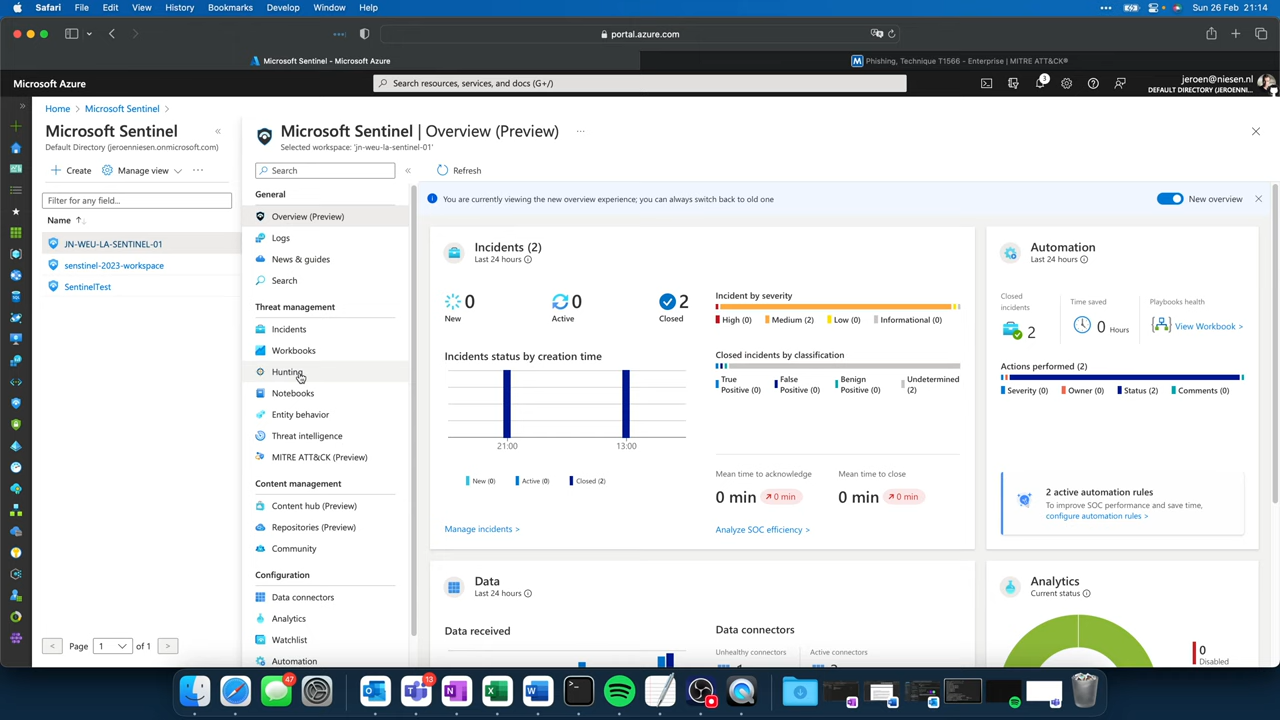 Safari File Edit View History Bookmarks Develop Window Help
Sun 26 Feb 21:14
portal.azure.com
Microsoft Sentinel - Microsoft Azure
Phishing, Technique T1566 - Enterprise | MITRE ATT&CK®
Microsoft Azure
Search resources, services, and docs (G+/)
3
jeroen@niesen.nl
DEFAULT DIRECTORY (JEROENNI...
Home > Microsoft Sentinel >
Microsoft Sentinel
Default Directory (jeroenniesen.onmicrosoft.com)
Create
Manage view
Filter for any field...
Name
JN-WEU-LA-SENTINEL-01
senstinel-2023-workspace
SentinelTest
Page 1 of 1
Microsoft Sentinel | Overview (Preview)
Selected workspace: 'jn-weu-la-sentinel-01'
Search
General
Overview (Preview)
Logs
News & guides
Search
Threat management
Incidents
Workbooks
Hunting
Notebooks
Entity behavior
Threat intelligence
MITRE ATT&CK (Preview)
Content management
Content hub (Preview)
Repositories (Preview)
Community
Configuration
Data connectors
Analytics
Watchlist
Automation
Refresh
You are currently viewing the new overview experience; you can always switch back to old one
New overview
Incidents (2)
Last 24 hours
0
New
0
Active
2
Closed
Incidents status by creation time
21:00
13:00
New (0) Active (0) Closed (2)
Manage incidents >
Incident by severity
High (0) Medium (2) Low (0) Informational (0)
Closed incidents by classification
True Positive (0)
False Positive (0)
Benign Positive (0)
Undetermined (2)
Mean time to acknowledge
0 min 0 min
Mean time to close
0 min 0 min
Analyze SOC efficiency >
Automation
Last 24 hours
Closed incidents
2
Time saved
0 Hours
Playbooks health
View Workbook >
Actions performed (2)
Severity (0) Owner (0) Status (2) Comments (0)
2 active automation rules
To improve SOC performance and save time,
configure automation rules >
Data
Last 24 hours
Data received
Data connectors
Unhealthy connectors
Active connectors
Analytics
Current status
0
Disabled
47
13